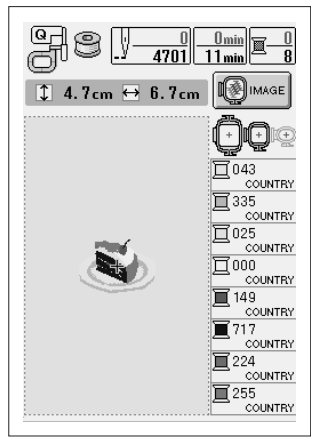 Q
0
4701
0min
11min
0
8
4.7cm
6.7cm
IMAGE
043
COUNTRY
335
COUNTRY
025
COUNTRY
000
COUNTRY
149
COUNTRY
717
COUNTRY
224
COUNTRY
255
COUNTRY